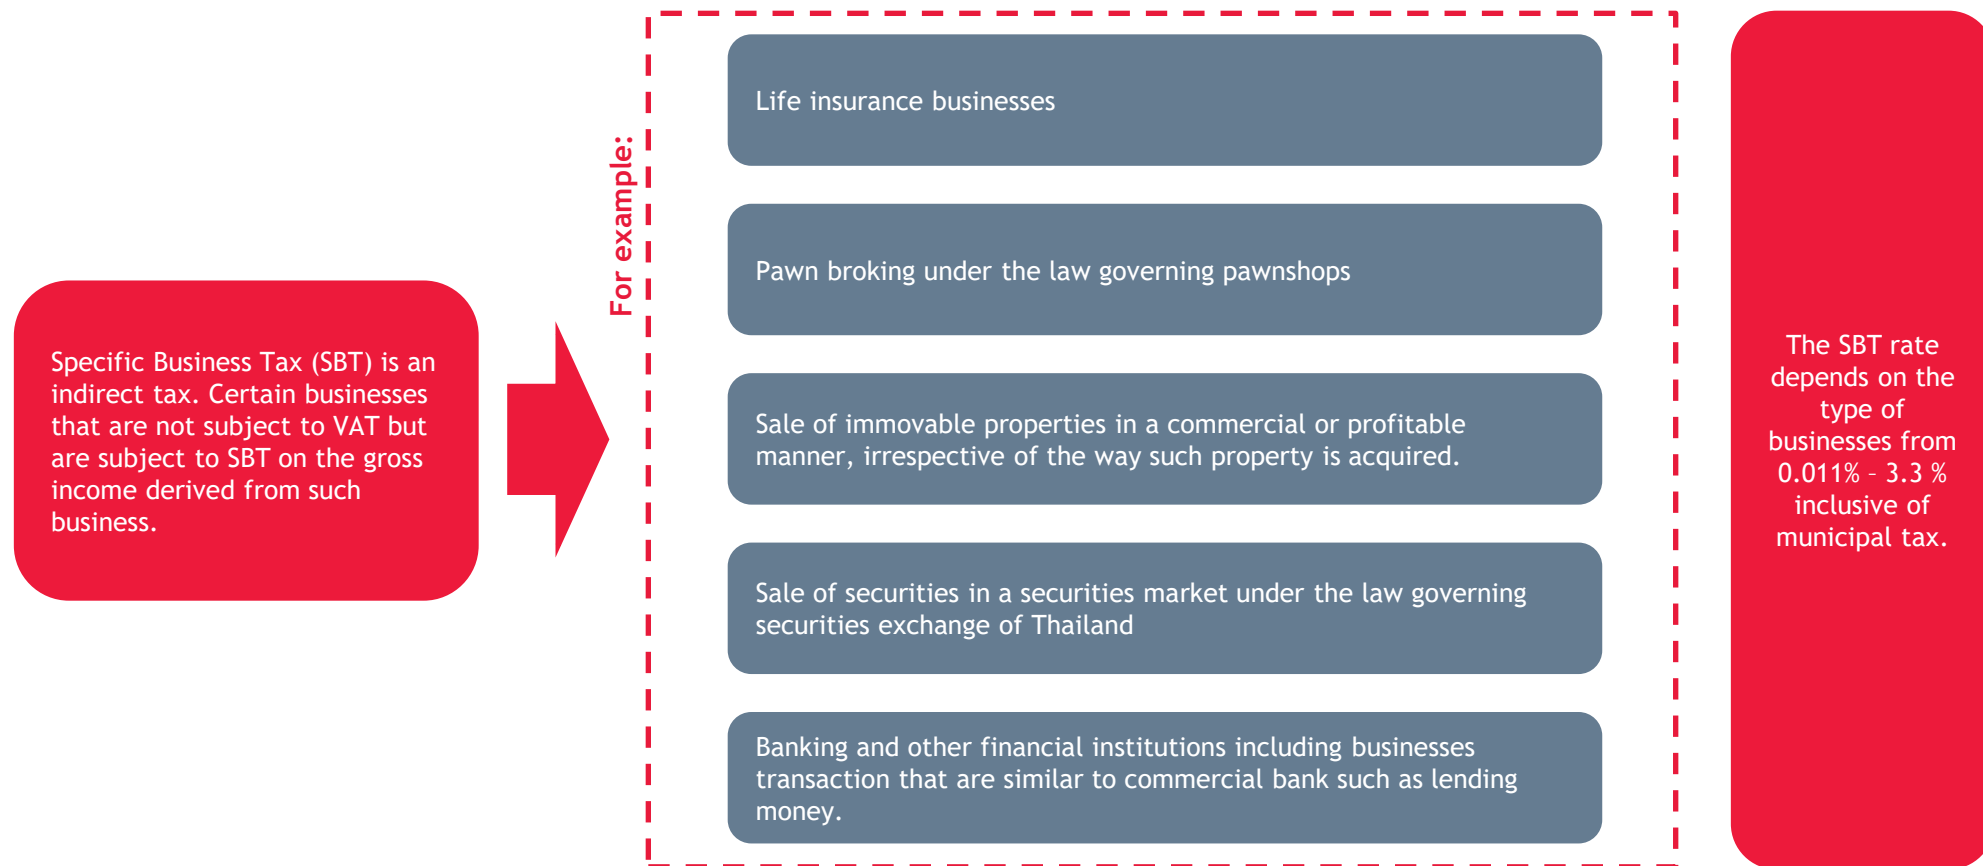 Specific Business Tax (SBT) is an
indirect tax. Certain businesses
that are not subject to VAT but
are subject to SBT on the gross
income derived from such
business.
For example:
Life insurance businesses
Pawn broking under the law governing pawnshops
Sale of immovable properties in a commercial or profitable
manner, irrespective of the way such property is acquired.
Sale of securities in a securities market under the law governing
securities exchange of Thailand
Banking and other financial institutions including businesses
transaction that are similar to commercial bank such as lending
money.
The SBT rate
depends on the
type of
businesses from
0.011% – 3.3 %
inclusive of
municipal tax.